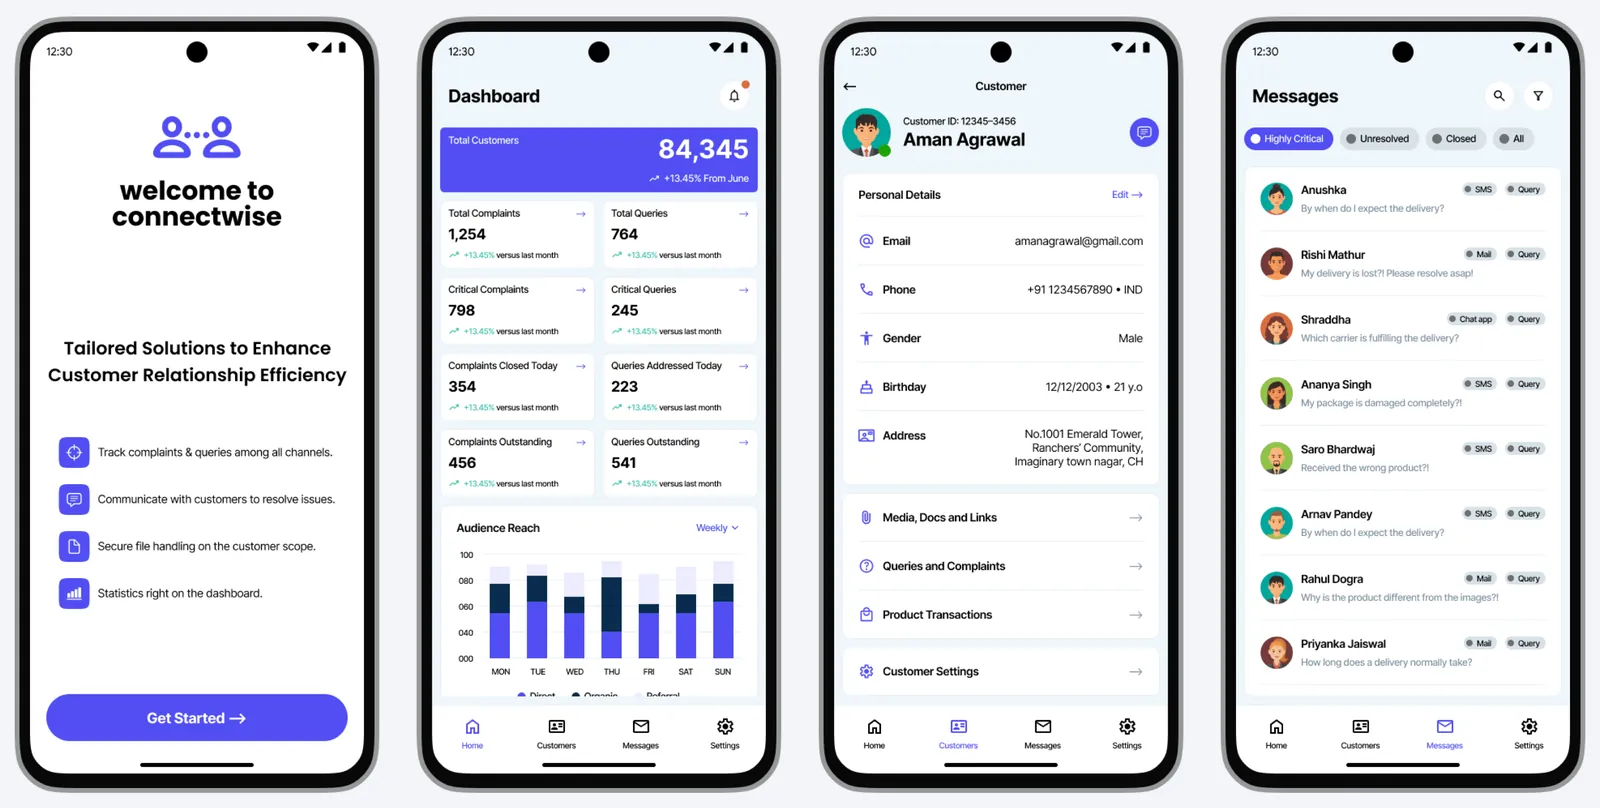 12:30
welcome to
connectwise
Tailored Solutions to Enhance
Customer Relationship Efficiency
Track complaints & queries among all channels.
Communicate with customers to resolve issues.
Secure file handling on the customer scope.
Statistics right on the dashboard.
Get Started →
12:30
Dashboard
Total Customers
84,345
+13.45% From June
Total Complaints →
1,254
+13.45% versus last month
Total Queries →
764
+13.45% versus last month
Critical Complaints →
798
+13.45% versus last month
Critical Queries →
245
+13.45% versus last month
Complaints Closed Today →
354
+13.45% versus last month
Queries Addressed Today →
223
+13.45% versus last month
Complaints Outstanding →
456
+13.45% versus last month
Queries Outstanding →
541
+13.45% versus last month
Audience Reach Weekly
100
080
060
040
000
MON TUE WED THU FRI SAT SUN
Direct Organic Referral
Home Customers Messages Settings
12:30
← Customer
Customer ID: 12345-3456
Aman Agrawal
Personal Details Edit →
Email amanagrawal@gmail.com
Phone +91 1234567890 • IND
Gender Male
Birthday 12/12/2003 • 21 y.o
Address No.1001 Emerald Tower,
Ranchers' Community,
Imaginary town nagar, CH
Media, Docs and Links →
Queries and Complaints →
Product Transactions →
Customer Settings →
Home Customers Messages Settings
12:30
Messages
Highly Critical Unresolved Closed All
Anushka SMS Query
By when do I expect the delivery?
Rishi Mathur Mail Query
My delivery is lost?! Please resolve asap!
Shraddha Chat app Query
Which carrier is fulfilling the delivery?
Ananya Singh SMS Query
My package is damaged completely?!
Saro Bhardwaj SMS Query
Received the wrong product?!
Arnav Pandey SMS Query
By when do I expect the delivery?
Rahul Dogra Mail Query
Why is the product different from the images?!
Priyanka Jaiswal Mail Query
How long does a delivery normally take?
Home Customers Messages Settings